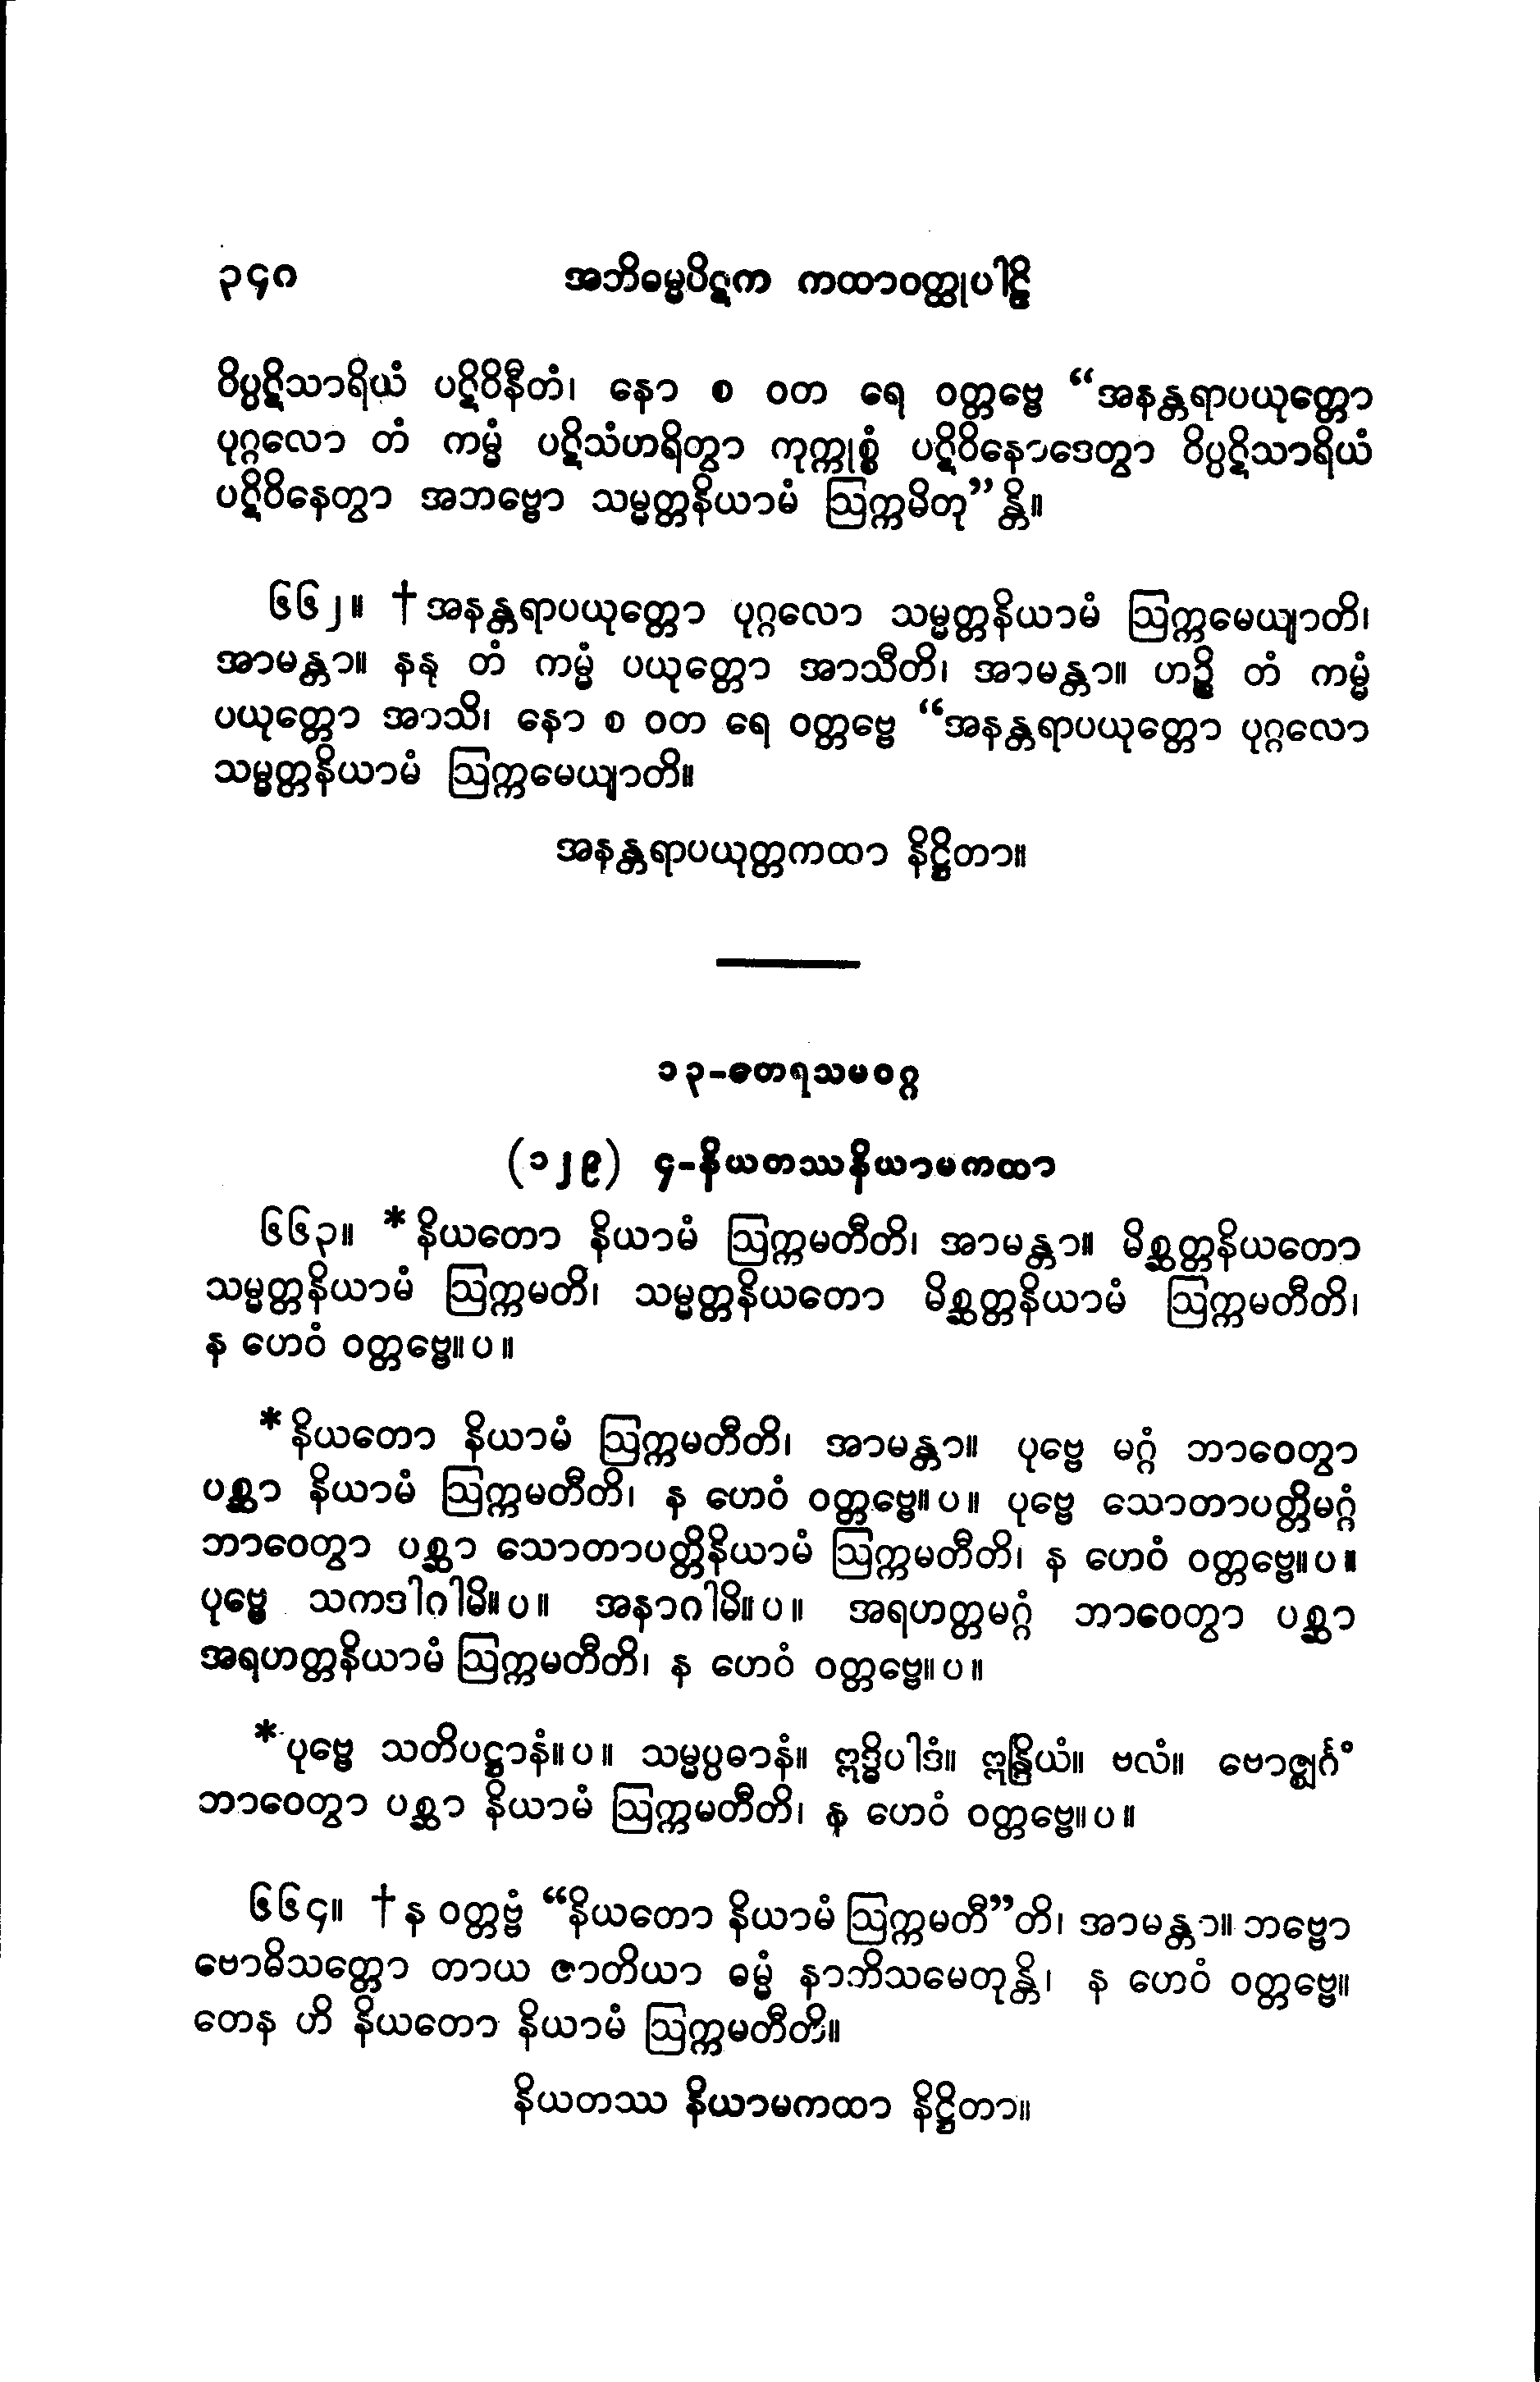 ၃၄၀ အဘိဓမ္မပိဋက ကထာဝတ္ထုပါဠိ
ဝိပ္ပဋိသာရိယံ ပဋိဝိနီတံ၊ နော စ ဝတ ရေ ဝတ္တဗ္ဗေ “အနန္တရာပယုတ္တော
ပုဂ္ဂလော တံ ကမ္မံ ပဋိသံဟရိတွာ ကုက္ကုစ္စံ ပဋိဝိနောဒေတွာ ဝိပ္ပဋိသာရိယံ
ပဋိဝိနေတွာ အဘဗ္ဗော သမ္မတ္တနိယာမံ ဩက္ကမိတု”န္တိ။
၆၆၂။ †အနန္တရာပယုတ္တော ပုဂ္ဂလော သမ္မတ္တနိယာမံ ဩက္ကမေယျာတိ၊
အာမန္တာ။ နနု တံ ကမ္မံ ပယုတ္တော အာသီတိ၊ အာမန္တာ။ ဟဉ္စိ တံ ကမ္မံ
ပယုတ္တော အာသိ၊ နော စ ဝတ ရေ ဝတ္တဗ္ဗေ “အနန္တရာပယုတ္တော ပုဂ္ဂလော
သမ္မတ္တနိယာမံ ဩက္ကမေယျာတိ။
အနန္တရာပယုတ္တကထာ နိဋ္ဌိတာ။
၁၃-တေရသမဝဂ္ဂ
(၁၂၉) ၄-နိယတဿနိယာမကထာ
၆၆၃။ *နိယတော နိယာမံ ဩက္ကမတီတိ၊ အာမန္တာ။ မိစ္ဆတ္တနိယတော
သမ္မတ္တနိယာမံ ဩက္ကမတိ၊ သမ္မတ္တနိယတော မိစ္ဆတ္တနိယာမံ ဩက္ကမတီတိ၊
န ဟေဝံ ဝတ္တဗ္ဗေ။ပ။
*နိယတော နိယာမံ ဩက္ကမတီတိ၊ အာမန္တာ။ ပုဗ္ဗေ မဂ္ဂံ ဘာဝေတွာ
ပစ္ဆာ နိယာမံ ဩက္ကမတီတိ၊ န ဟေဝံ ဝတ္တဗ္ဗေ။ပ။ ပုဗ္ဗေ သောတာပတ္တိမဂ္ဂံ
ဘာဝေတွာ ပစ္ဆာ သောတာပတ္တိနိယာမံ ဩက္ကမတီတိ၊ န ဟေဝံ ဝတ္တဗ္ဗေ။ပ။
ပုဗ္ဗေ သကဒါဂါမိ။ပ။ အနာဂါမိ။ပ။ အရဟတ္တမဂ္ဂံ ဘာဝေတွာ ပစ္ဆာ
အရဟတ္တနိယာမံ ဩက္ကမတီတိ၊ န ဟေဝံ ဝတ္တဗ္ဗေ။ပ။
*ပုဗ္ဗေ သတိပဋ္ဌာနံ။ပ။ သမ္မပ္ပဓာနံ။ ဣဒ္ဓိပါဒံ။ ဣန္ဒြိယံ။ ဗလံ။ ဗောဇ္ဈင်္ဂံ
ဘာဝေတွာ ပစ္ဆာ နိယာမံ ဩက္ကမတီတိ၊ န ဟေဝံ ဝတ္တဗ္ဗေ။ပ။
၆၆၄။ †န ဝတ္တဗ္ဗံ “နိယတော နိယာမံ ဩက္ကမတီ”တိ၊ အာမန္တာ။ ဘဗ္ဗော
ဗောဓိသတ္တော တာယ ဇာတိယာ ဓမ္မံ နာဘိသမေတုန္တိ၊ န ဟေဝံ ဝတ္တဗ္ဗေ။
တေန ဟိ နိယတော နိယာမံ ဩက္ကမတီတိ။
နိယတဿ နိယာမကထာ နိဋ္ဌိတာ။